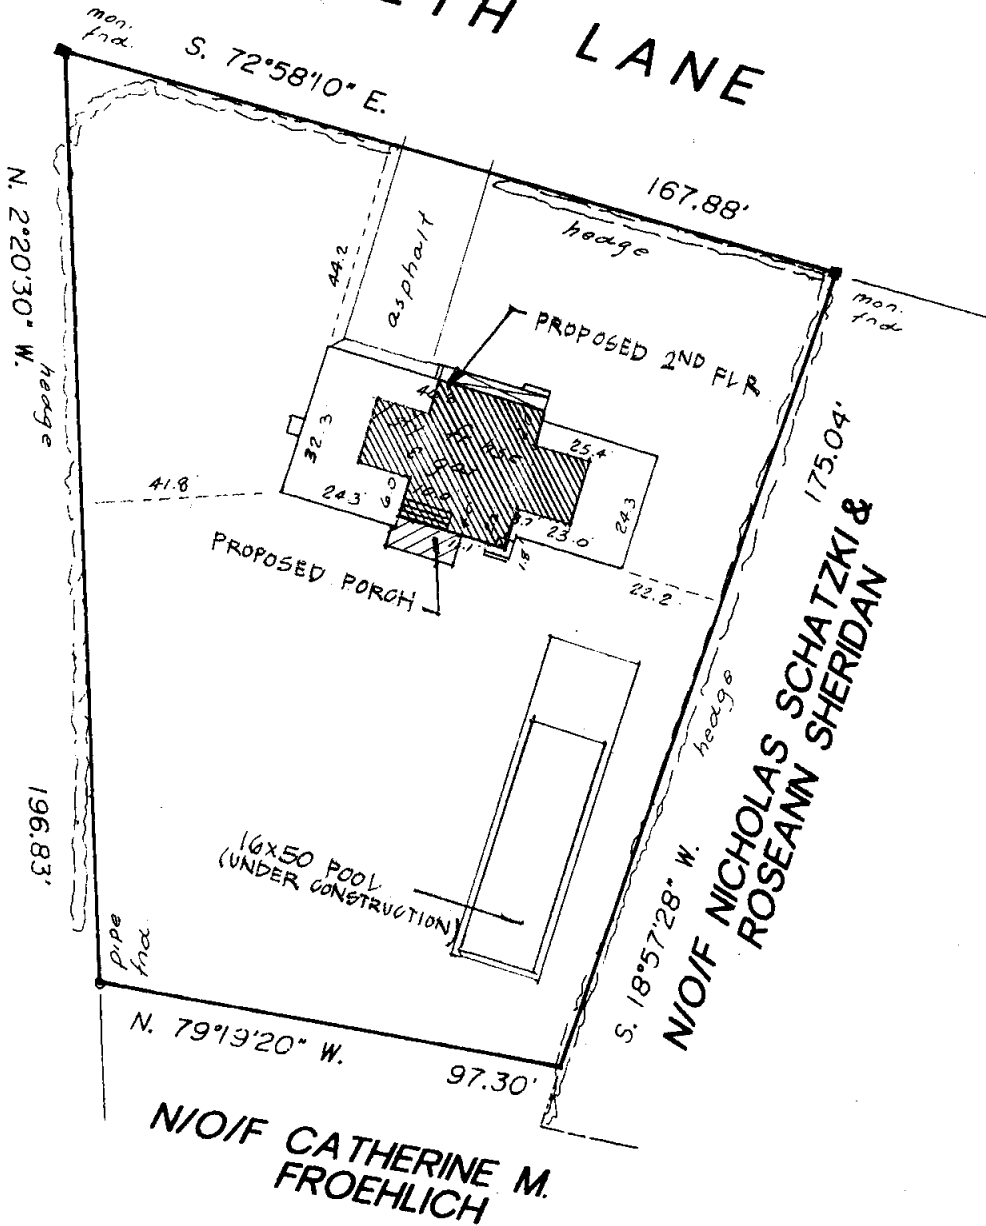 LANE
mon.
fnd.
S. 72°58'10" E.
167.88'
hedge
mon.
fnd
N. 2°20'30" W.
hedge
44.2
asphalt
PROPOSED 2ND FLR
32.3
25.4
24.3
41.8
24.3
6.0
10.0
23.0
1.8
22.2
PROPOSED PORCH
175.04'
N/O/F NICHOLAS SCHATZKI &
ROSEANN SHERIDAN
hedge
S. 18°57'28" W.
196.83'
16x50 POOL
(UNDER CONSTRUCTION)
pipe
fnd
N. 79°19'20" W.
97.30'
N/O/F CATHERINE M.
FROEHLICH